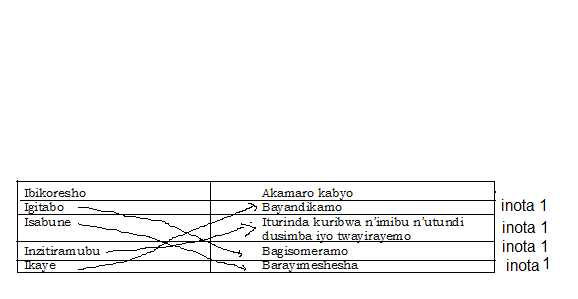 Ibikoresho Akamaro kabyo
Igitabo Bayandikamo inota 1
Isabune Iturinda kuribwa n'imibu n'utundi inota 1
dusimba iyo twayirayemo
Inzitiramubu Bagisomeramo inota 1
Ikaye Barayimeshesha inota 1